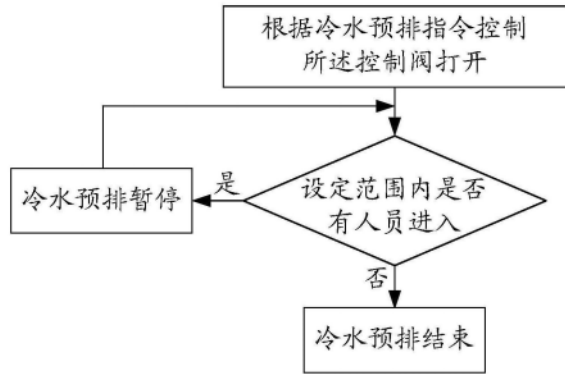 根据冷水预排指令控制
所述控制阀打开
是
冷水预排暂停
设定范围内是否
有人员进入
否
冷水预排结束